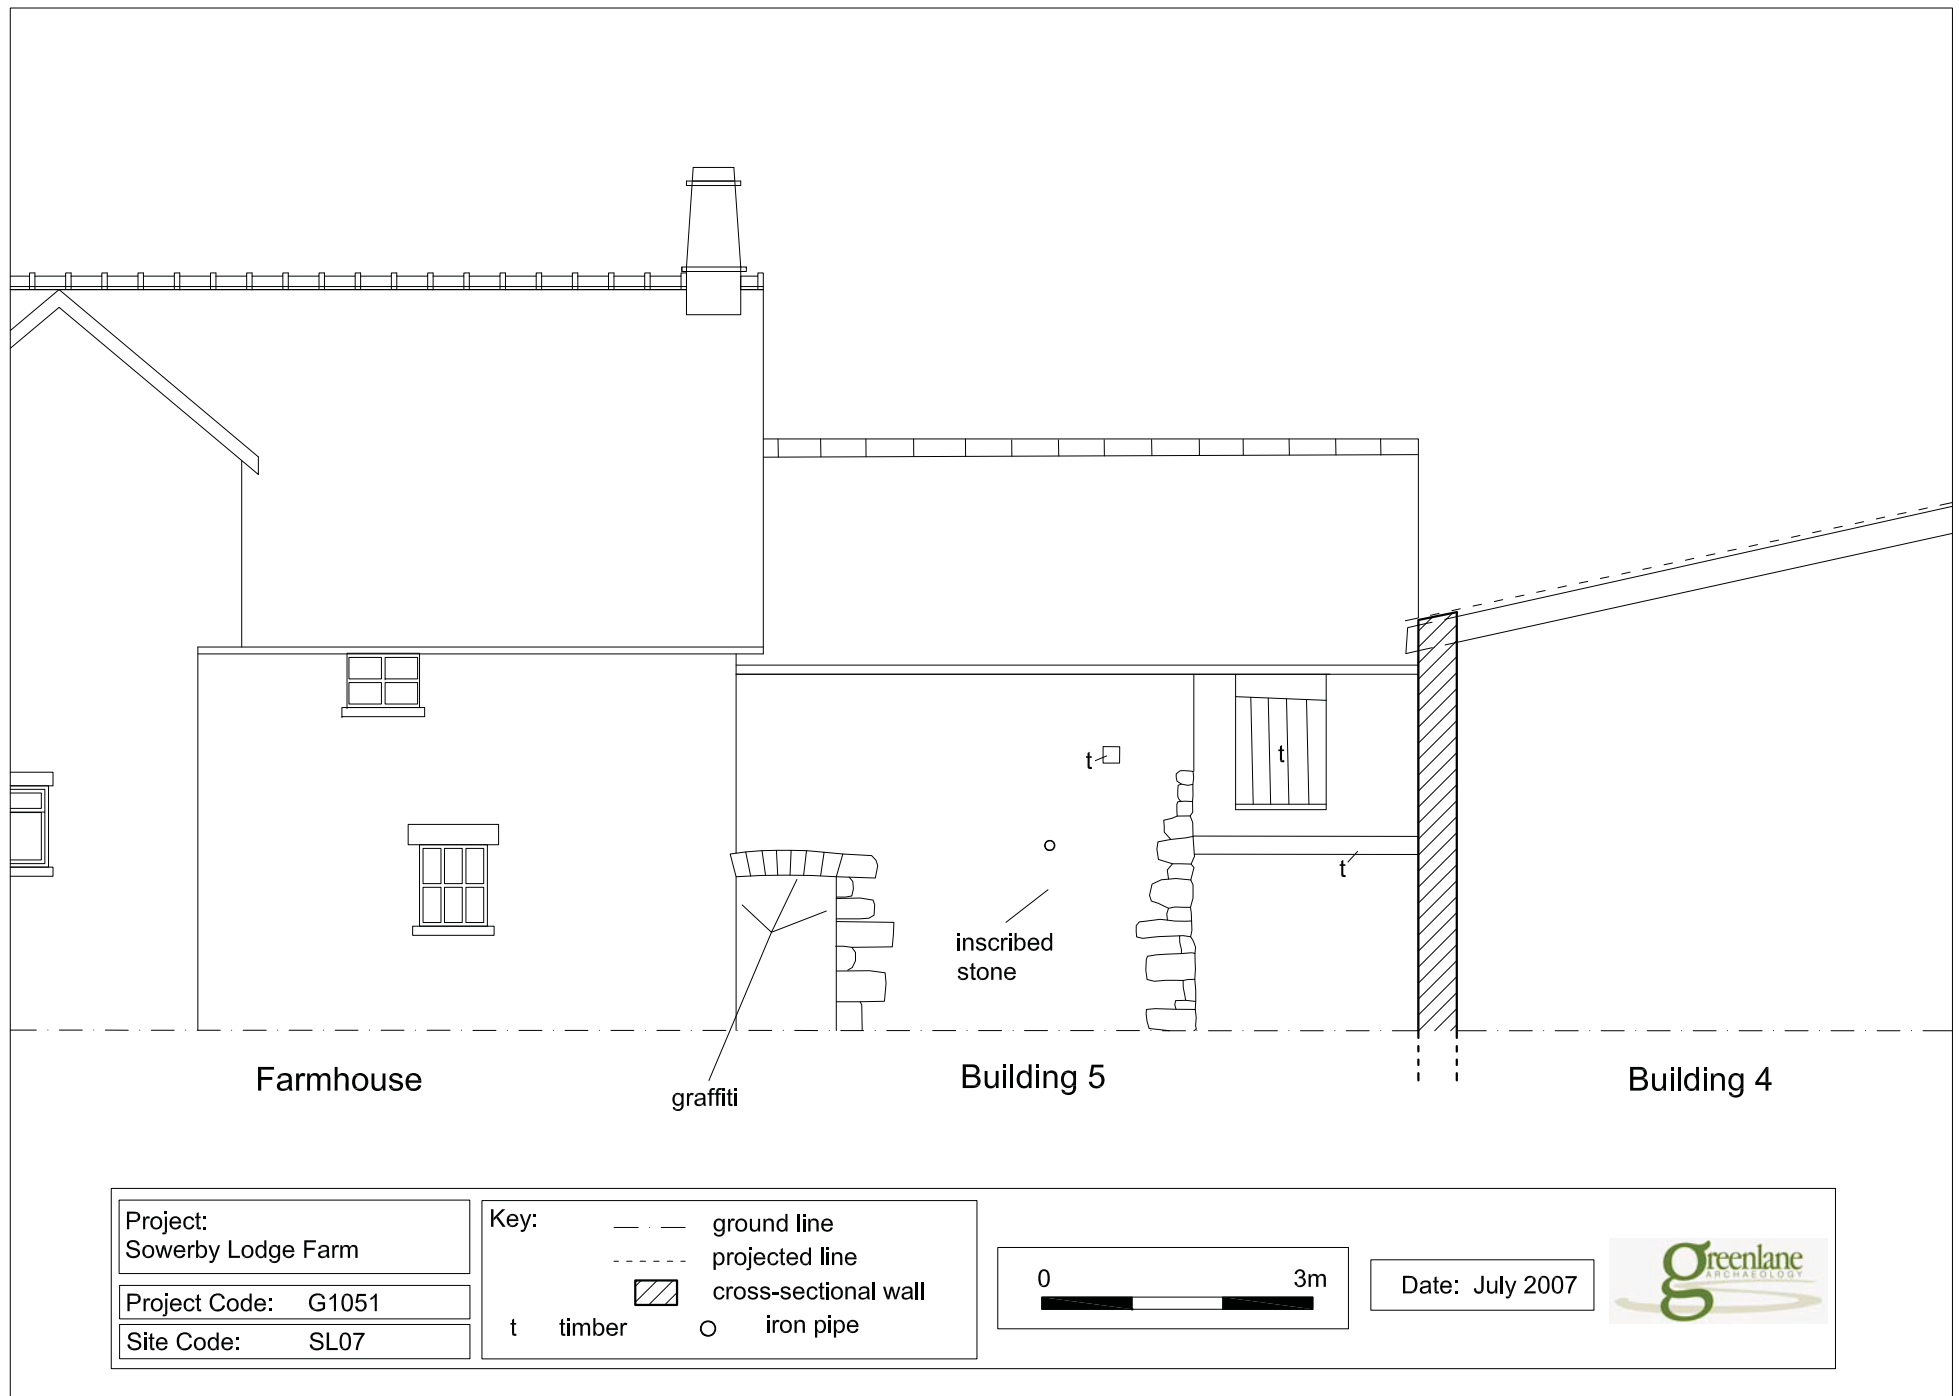 t
t
t
inscribed
stone
Farmhouse
graffiti
Building 5
Building 4
Project:
Sowerby Lodge Farm
Project Code: G1051
Site Code: SL07
Key:
ground line
projected line
cross-sectional wall
t timber
iron pipe
0 3m
Date: July 2007
greenlane
ARCHAEOLOGY